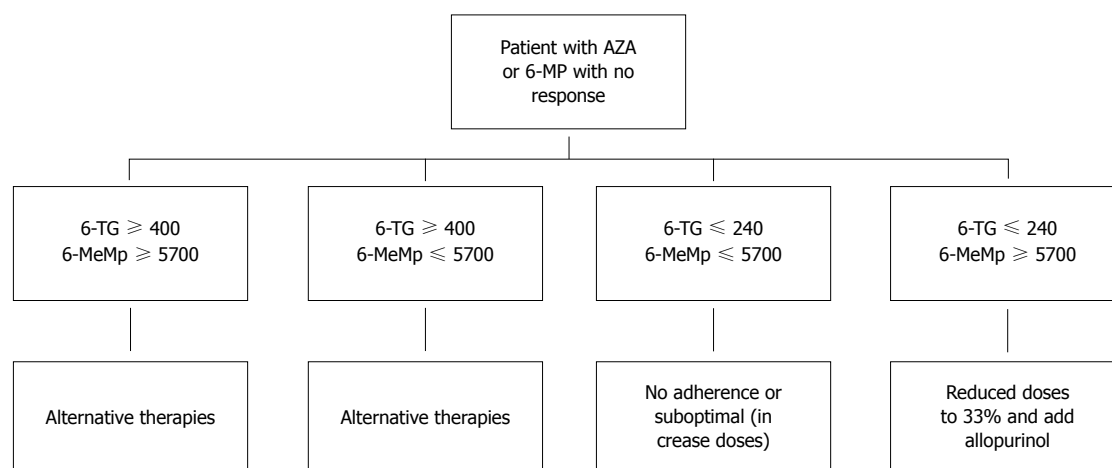 Patient with AZA
or 6-MP with no
response
6-TG ⩾ 400
6-MeMp ⩾ 5700
6-TG ⩾ 400
6-MeMp ⩽ 5700
6-TG ⩽ 240
6-MeMp ⩽ 5700
6-TG ⩽ 240
6-MeMp ⩾ 5700
Alternative therapies
Alternative therapies
No adherence or
suboptimal (in
crease doses)
Reduced doses
to 33% and add
allopurinol